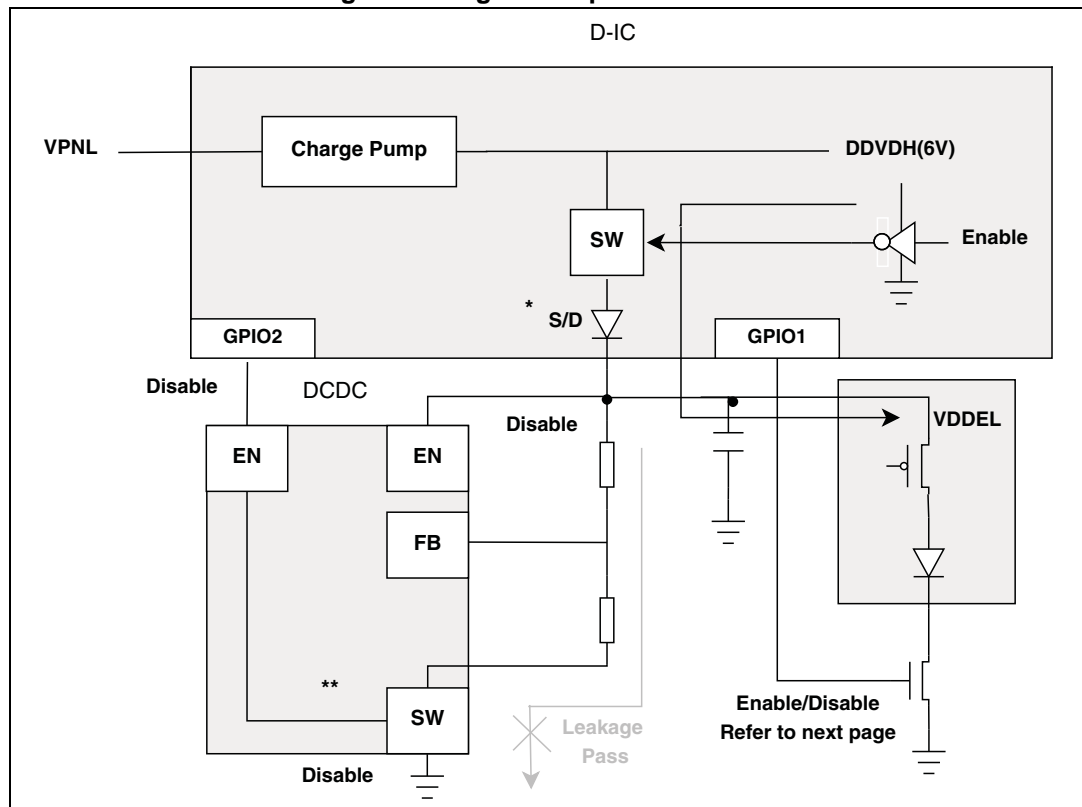 D-IC
VPNL
Charge Pump
DDVDH(6V)
SW
Enable
*
S/D
GPIO2
GPIO1
Disable
DCDC
Disable
VDDEL
EN
EN
FB
**
SW
Leakage
Pass
Enable/Disable
Refer to next page
Disable